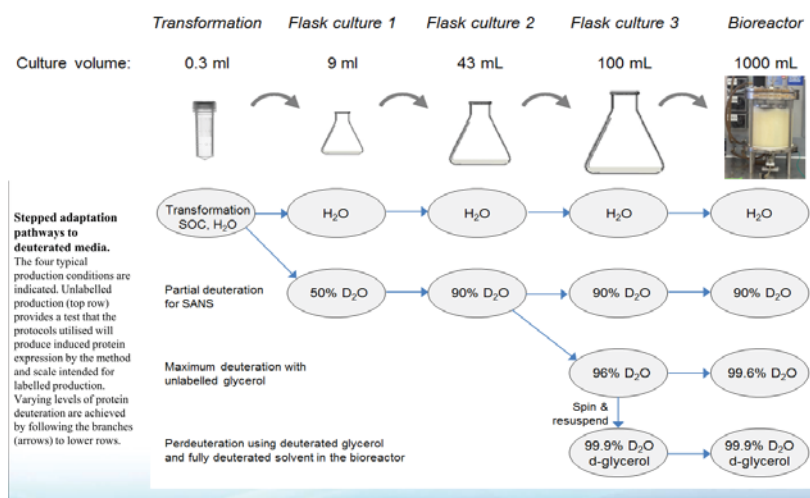 Transformation Flask culture 1 Flask culture 2 Flask culture 3 Bioreactor
Culture volume: 0.3 ml 9 ml 43 mL 100 mL 1000 mL
Stepped adaptation
pathways to
deuterated media.
The four typical
production conditions are
indicated. Unlabelled
production (top row)
provides a test that the
protocols utilised will
produce induced protein
expression by the method
and scale intended for
labelled production.
Varying levels of protein
deuteration are achieved
by following the branches
(arrows) to lower rows.
Transformation
SOC, H₂O
H₂O
H₂O
H₂O
H₂O
Partial deuteration
for SANS
50% D₂O
90% D₂O
90% D₂O
90% D₂O
Maximum deuteration with
unlabelled glycerol
96% D₂O
99.6% D₂O
Spin &
resuspend
Perdeuteration using deuterated glycerol
and fully deuterated solvent in the bioreactor
99.9% D₂O
d-glycerol
99.9% D₂O
d-glycerol